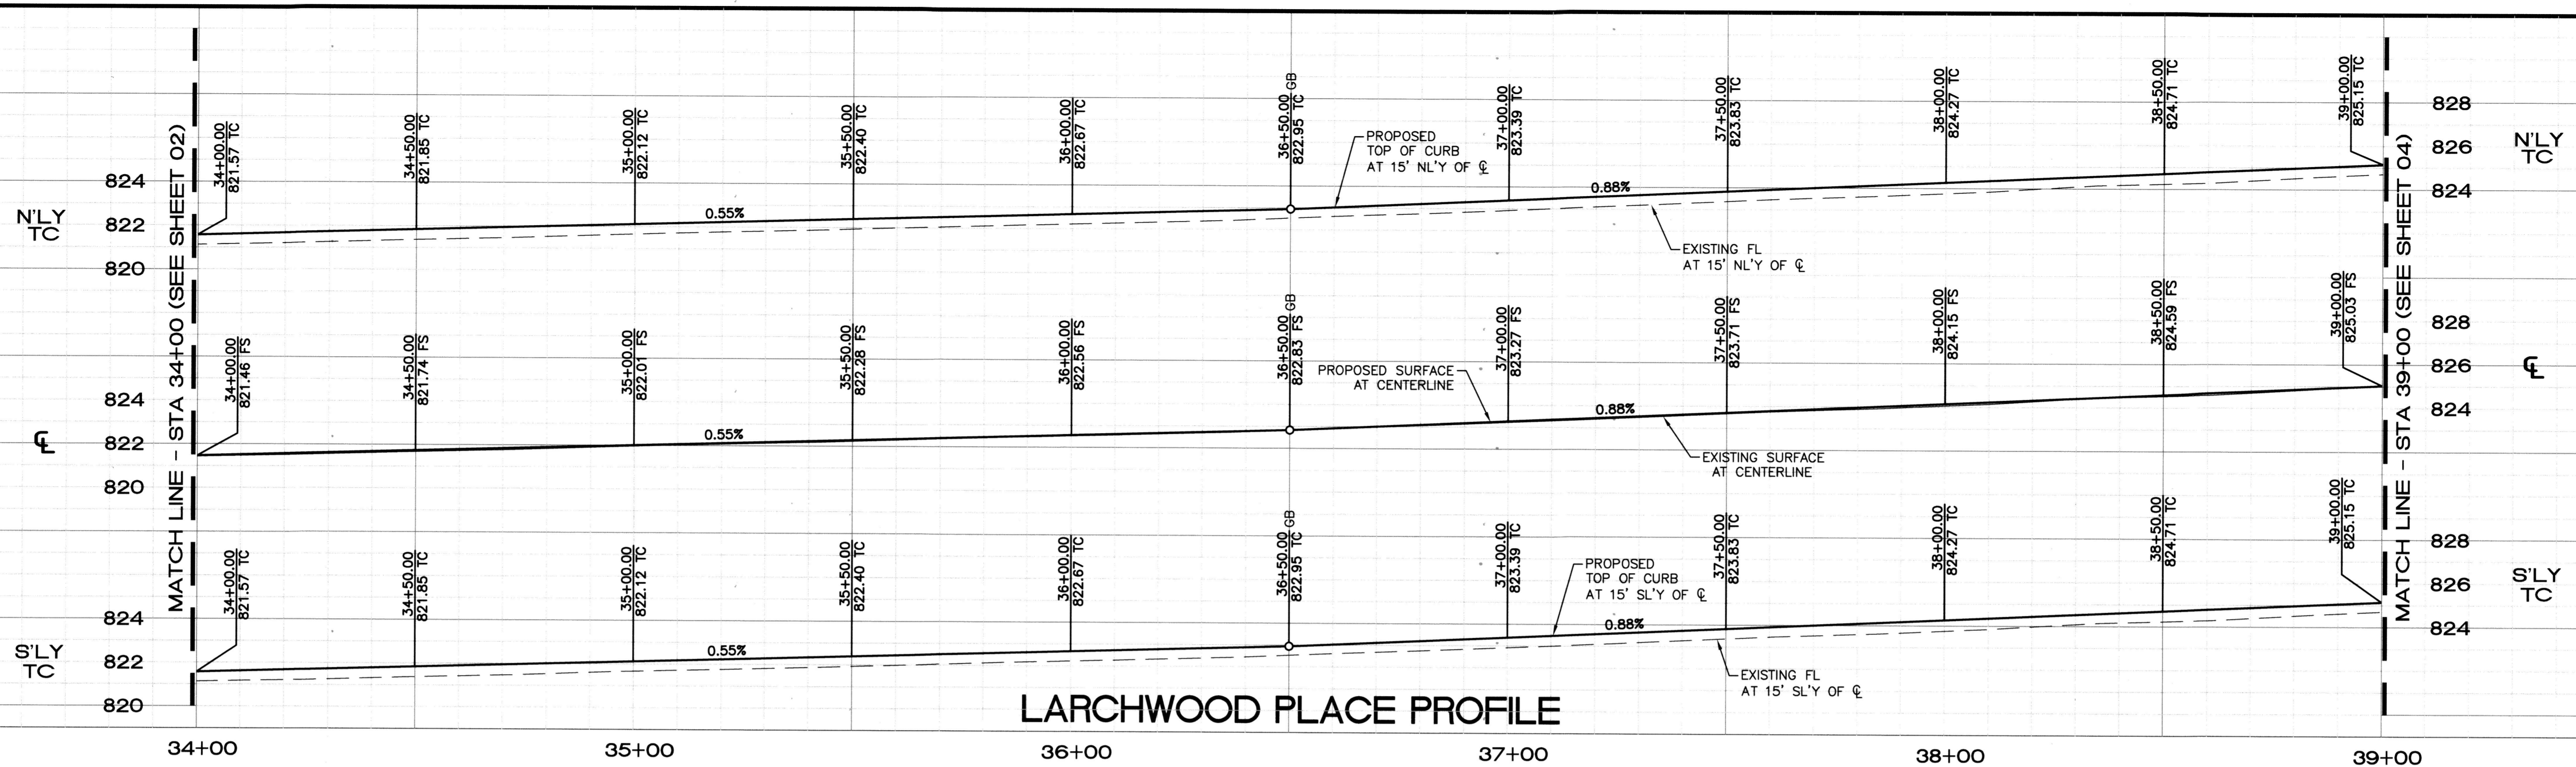 MATCH LINE - STA 34+00 (SEE SHEET 02)
N'LY
TC
824
822
820
34+00.00
821.57 TC
34+50.00
821.85 TC
35+00.00
822.12 TC
35+50.00
822.40 TC
36+00.00
822.67 TC
36+50.00 GB
822.95 TC
37+00.00
823.39 TC
37+50.00
823.83 TC
38+00.00
824.27 TC
38+50.00
824.71 TC
39+00.00
825.15 TC
0.55%
0.88%
PROPOSED
TOP OF CURB
AT 15' NL'Y OF ℄
EXISTING FL
AT 15' NL'Y OF ℄
828
826
824
N'LY
TC
℄
824
822
820
34+00.00
821.46 FS
34+50.00
821.74 FS
35+00.00
822.01 FS
35+50.00
822.28 FS
36+00.00
822.56 FS
36+50.00 GB
822.83 FS
37+00.00
823.27 FS
37+50.00
823.71 FS
38+00.00
824.15 FS
38+50.00
824.59 FS
39+00.00
825.03 FS
0.55%
0.88%
PROPOSED SURFACE
AT CENTERLINE
EXISTING SURFACE
AT CENTERLINE
828
826
824
℄
S'LY
TC
824
822
820
34+00.00
821.57 TC
34+50.00
821.85 TC
35+00.00
822.12 TC
35+50.00
822.40 TC
36+00.00
822.67 TC
36+50.00 GB
822.95 TC
37+00.00
823.39 TC
37+50.00
823.83 TC
38+00.00
824.27 TC
38+50.00
824.71 TC
39+00.00
825.15 TC
0.55%
0.88%
PROPOSED
TOP OF CURB
AT 15' SL'Y OF ℄
EXISTING FL
AT 15' SL'Y OF ℄
828
826
824
S'LY
TC
MATCH LINE - STA 39+00 (SEE SHEET 04)
LARCHWOOD PLACE PROFILE
34+00
35+00
36+00
37+00
38+00
39+00